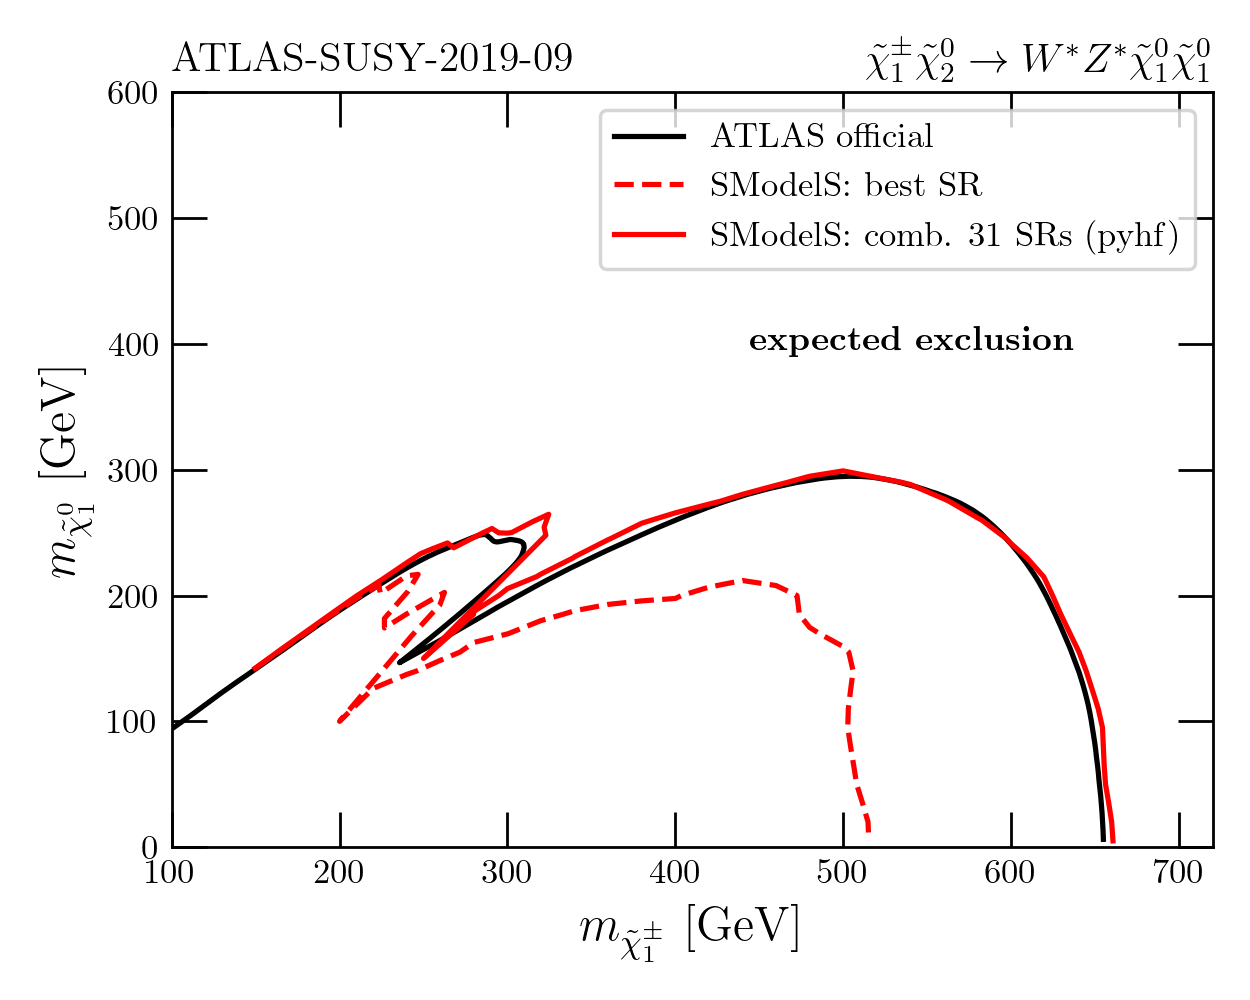 ATLAS-SUSY-2019-09
χ̃₁±χ̃₂⁰ → W*Z*χ̃₁⁰χ̃₁⁰
600
500
400
300
200
100
0
ATLAS official
SModelS: best SR
SModelS: comb. 31 SRs (pyhf)
expected exclusion
m_χ̃₁⁰ [GeV]
100 200 300 400 500 600 700
m_χ̃₁± [GeV]